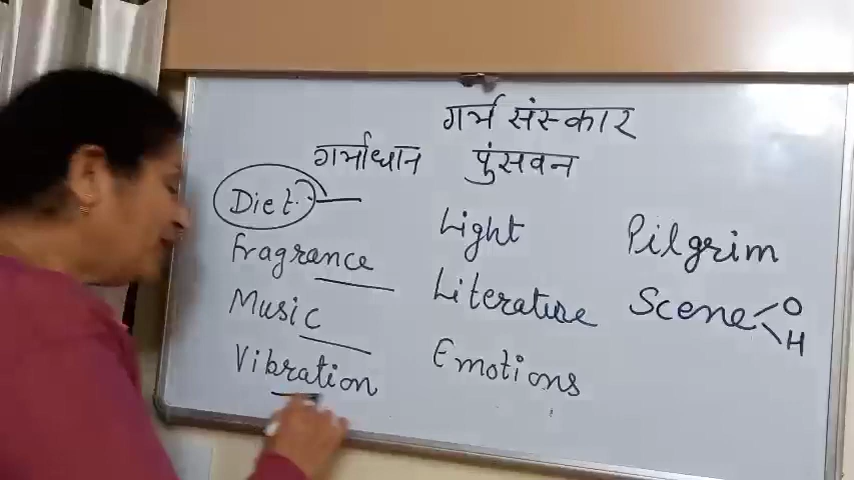 गर्भ संस्कार
गर्भाधान पुंसवन
Diet
Fragrance
Music
Vibration
Light
Literature
Emotions
Pilgrim
Scene < O
H